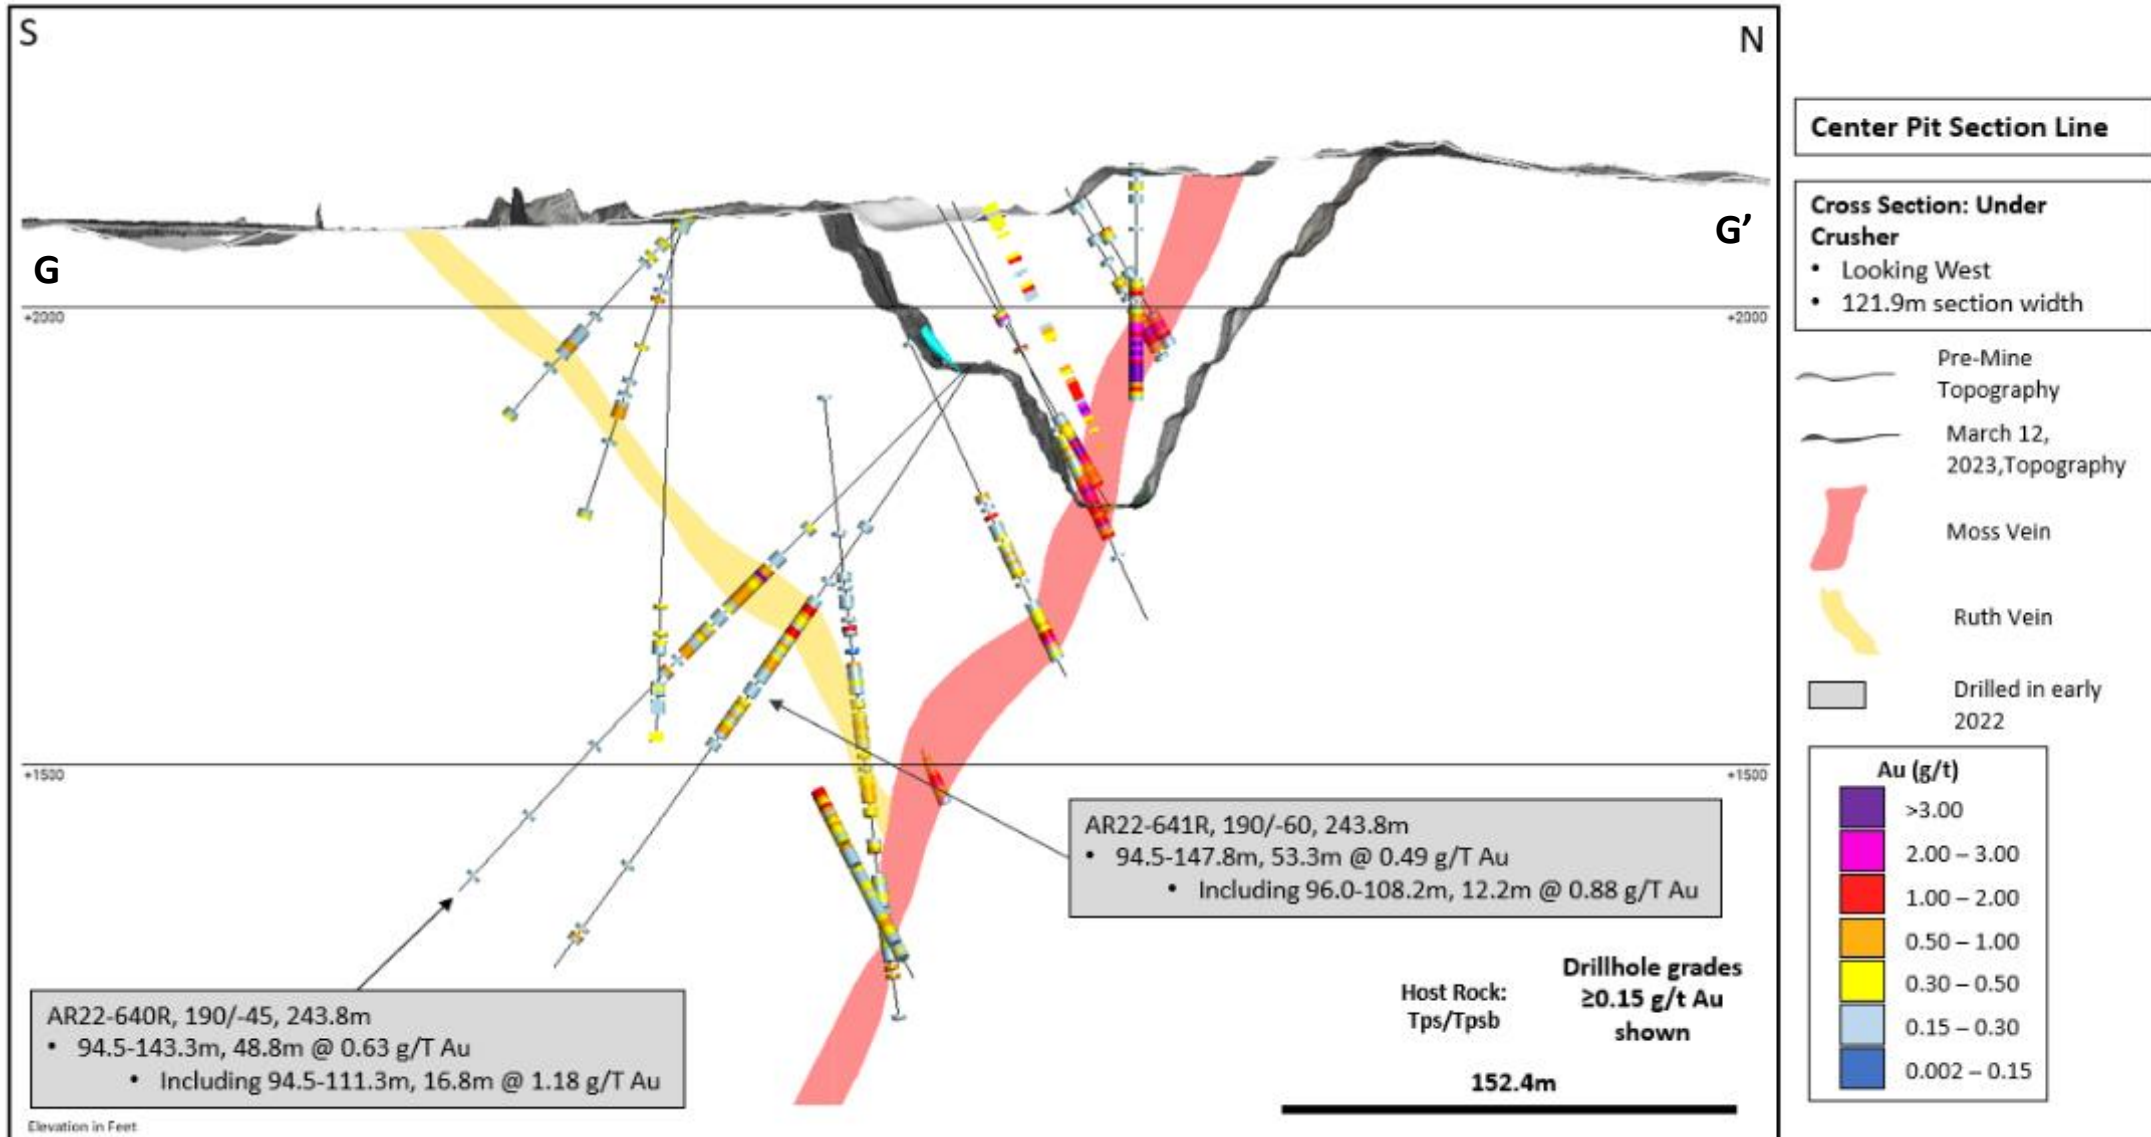 S
N
G
G'
+2000
+2000
+1500
+1500
AR22-641R, 190/-60, 243.8m
• 94.5-147.8m, 53.3m @ 0.49 g/T Au
• Including 96.0-108.2m, 12.2m @ 0.88 g/T Au
AR22-640R, 190/-45, 243.8m
• 94.5-143.3m, 48.8m @ 0.63 g/T Au
• Including 94.5-111.3m, 16.8m @ 1.18 g/T Au
Host Rock:
Tps/Tpsb
Drillhole grades
≥0.15 g/t Au
shown
152.4m
Elevation in Feet
Center Pit Section Line
Cross Section: Under
Crusher
• Looking West
• 121.9m section width
Pre-Mine
Topography
March 12,
2023,Topography
Moss Vein
Ruth Vein
Drilled in early
2022
Au (g/t)
>3.00
2.00 – 3.00
1.00 – 2.00
0.50 – 1.00
0.30 – 0.50
0.15 – 0.30
0.002 – 0.15